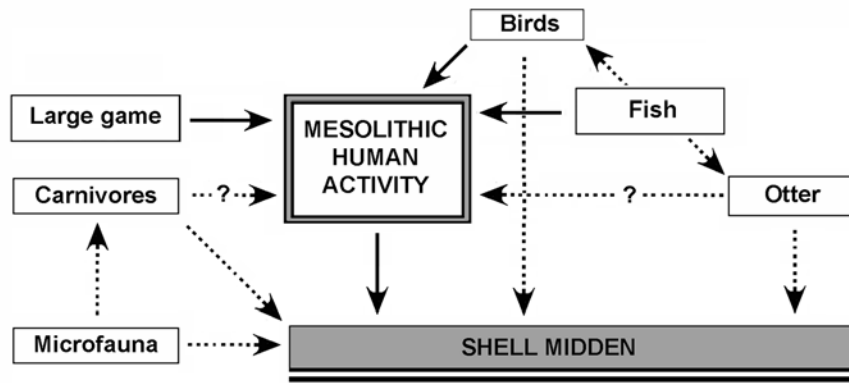 Birds
Large game
MESOLITHIC
HUMAN
ACTIVITY
Fish
Carnivores
?
?
Otter
Microfauna
SHELL MIDDEN